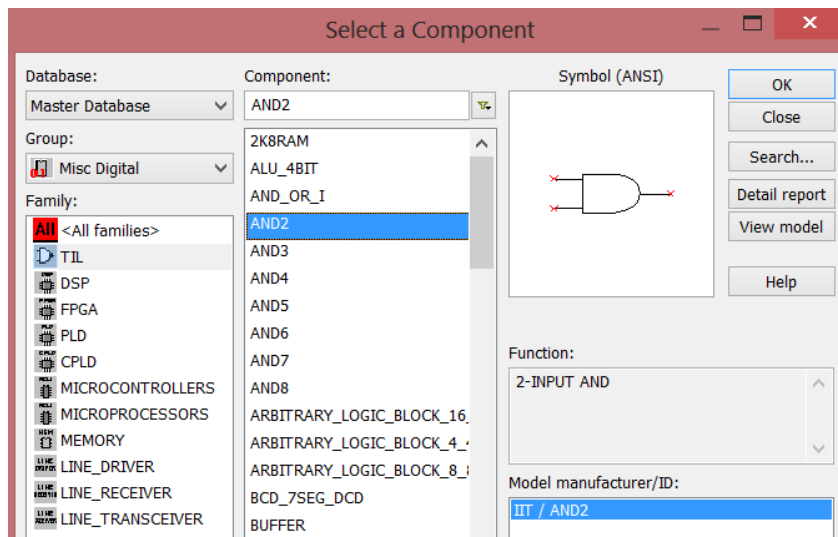 Select a Component
Database:
Master Database
Group:
Misc Digital
Family:
All <All families>
TIL
DSP
FPGA
PLD
CPLD
MICROCONTROLLERS
MICROPROCESSORS
MEMORY
LINE_DRIVER
LINE_RECEIVER
LINE_TRANSCEIVER
Component:
AND2
2K8RAM
ALU_4BIT
AND_OR_I
AND2
AND3
AND4
AND5
AND6
AND7
AND8
ARBITRARY_LOGIC_BLOCK_16_
ARBITRARY_LOGIC_BLOCK_4_
ARBITRARY_LOGIC_BLOCK_8_
BCD_7SEG_DCD
BUFFER
Symbol (ANSI)
Function:
2-INPUT AND
Model manufacturer/ID:
IIT / AND2
OK
Close
Search...
Detail report
View model
Help